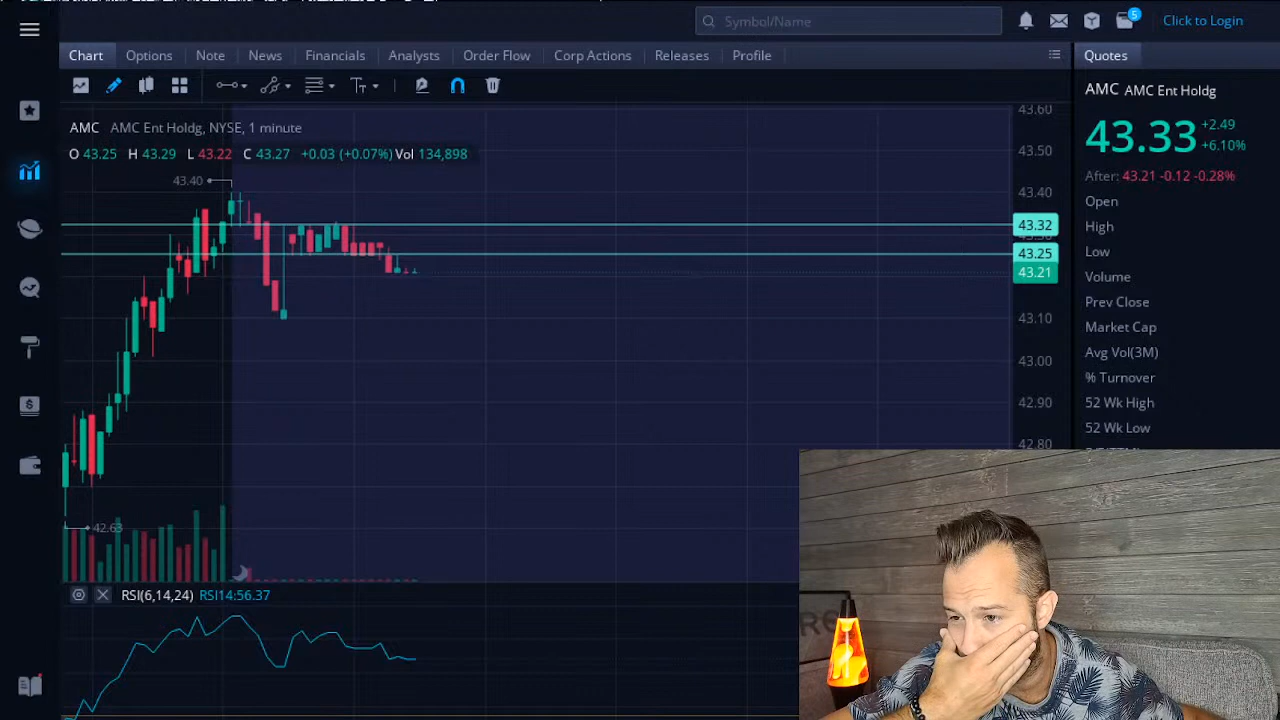 Symbol/Name
5
Click to Login
Chart Options Note News Financials Analysts Order Flow Corp Actions Releases Profile
Quotes
AMC AMC Ent Holdg
43.33 +2.49
+6.10%
After: 43.21 -0.12 -0.28%
Open
High
Low
Volume
Prev Close
Market Cap
Avg Vol(3M)
% Turnover
52 Wk High
52 Wk Low
AMC AMC Ent Holdg, NYSE, 1 minute
O 43.25 H 43.29 L 43.22 C 43.27 +0.03 (+0.07%) Vol 134,898
43.40
42.63
43.60
43.50
43.40
43.32
43.25
43.21
43.10
43.00
42.90
42.80
RSI(6,14,24) RSI14:56.37